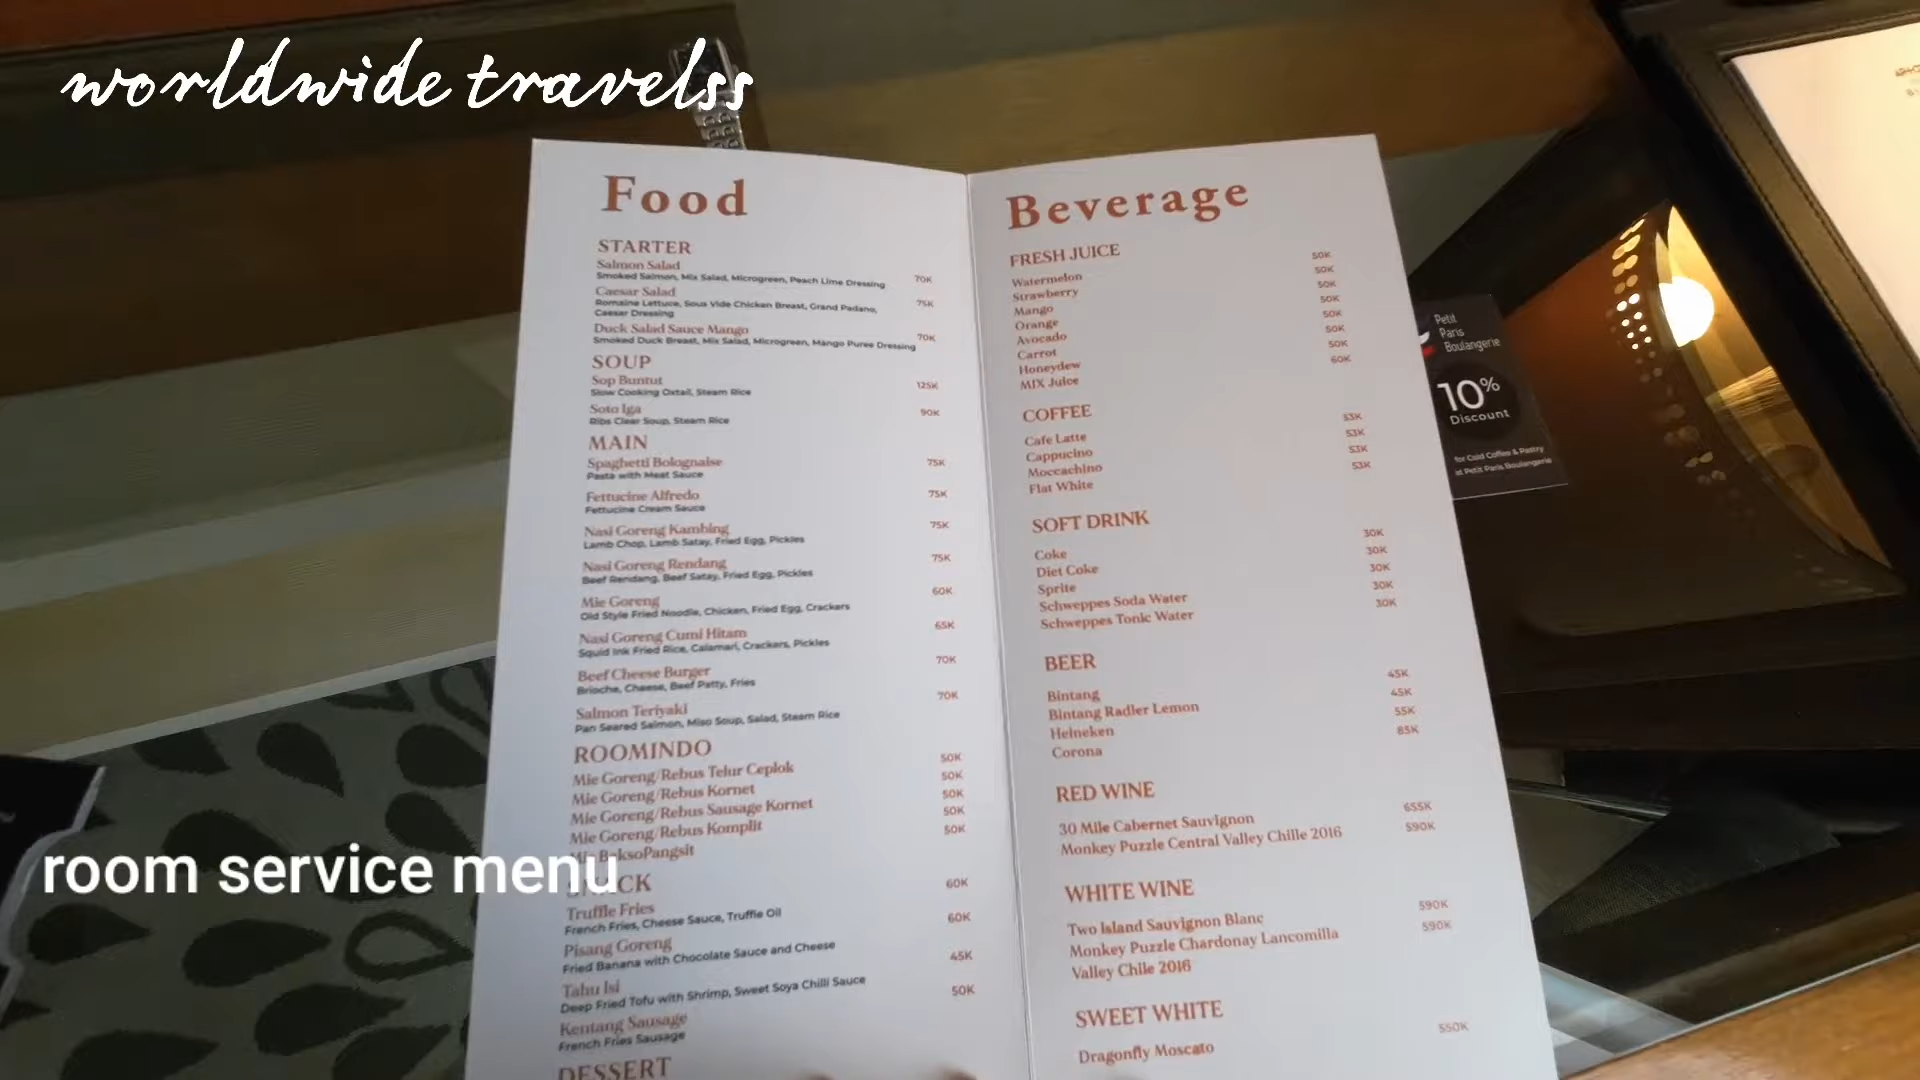 worldwide travelss
Food
STARTER
Salmon Salad 70K
Smoked Salmon, Mix Salad, Microgreen, Peach Lime Dressing
Caesar Salad 75K
Romaine Lettuce, Sous Vide Chicken Breast, Grand Padano,
Caesar Dressing
Duck Salad Sauce Mango 70K
Smoked Duck Breast, Mix Salad, Microgreen, Mango Puree Dressing
SOUP
Sop Buntut 125K
Slow Cooking Oxtail, Steam Rice
Soto Iga 90K
Ribs Clear Soup, Steam Rice
MAIN
Spaghetti Bolognaise 75K
Pasta with Meat Sauce
Fettucine Alfredo 75K
Fettucine Cream Sauce
Nasi Goreng Kambing 75K
Lamb Chop, Lamb Satay, Fried Egg, Pickles
Nasi Goreng Rendang 75K
Beef Rendang, Beef Satay, Fried Egg, Pickles
Mie Goreng 60K
Old Style Fried Noodle, Chicken, Fried Egg, Crackers
Nasi Goreng Cumi Hitam 65K
Squid Ink Fried Rice, Calamari, Crackers, Pickles
Beef Cheese Burger 70K
Brioche, Cheese, Beef Patty, Fries
Salmon Teriyaki 70K
Pan Seared Salmon, Miso Soup, Salad, Steam Rice
ROOMINDO
Mie Goreng/Rebus Telur Ceplok 50K
Mie Goreng/Rebus Kornet 50K
Mie Goreng/Rebus Sausage Kornet 50K
Mie Goreng/Rebus Komplit 50K
BaksoPangsit 50K
room service menu
Truffle Fries 60K
French Fries, Cheese Sauce, Truffle Oil
Pisang Goreng 60K
Fried Banana with Chocolate Sauce and Cheese
Tahu Isi 45K
Deep Fried Tofu with Shrimp, Sweet Soya Chilli Sauce
Kentang Sausage 50K
French Fries Sausage
DESSERT
Beverage
FRESH JUICE
Watermelon 50K
Strawberry 50K
Mango 50K
Orange 50K
Avocado 50K
Carrot 50K
Honeydew 50K
MIX Juice 60K
COFFEE
Cafe Latte 53K
Cappucino 53K
Moccachino 53K
Flat White 53K
SOFT DRINK
Coke 30K
Diet Coke 30K
Sprite 30K
Schweppes Soda Water 30K
Schweppes Tonic Water 30K
BEER
Bintang 45K
Bintang Radler Lemon 45K
Heineken 55K
Corona 85K
RED WINE
30 Mile Cabernet Sauvignon 655K
Monkey Puzzle Central Valley Chille 2016 590K
WHITE WINE
Two Island Sauvignon Blanc 590K
Monkey Puzzle Chardonay Lancomilla 590K
Valley Chile 2016
SWEET WHITE
Dragonfly Moscato 550K
Petit
Paris
Boulangerie
10%
Discount
for Cold Coffee & Pastry
at Petit Paris Boulangerie